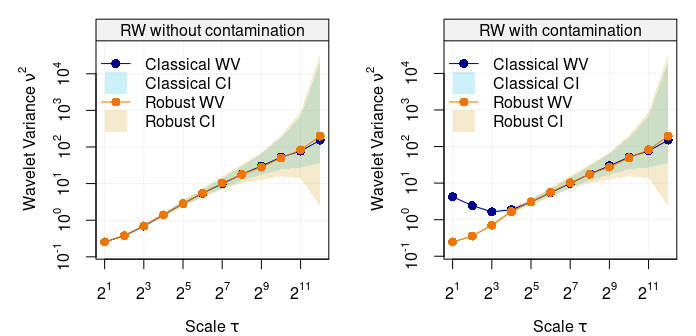 RW without contamination
Wavelet Variance ν²
10⁴
10³
10²
10¹
10⁰
10⁻¹
Classical WV
Classical CI
Robust WV
Robust CI
2¹ 2³ 2⁵ 2⁷ 2⁹ 2¹¹
Scale τ
RW with contamination
Wavelet Variance ν²
10⁴
10³
10²
10¹
10⁰
10⁻¹
Classical WV
Classical CI
Robust WV
Robust CI
2¹ 2³ 2⁵ 2⁷ 2⁹ 2¹¹
Scale τ